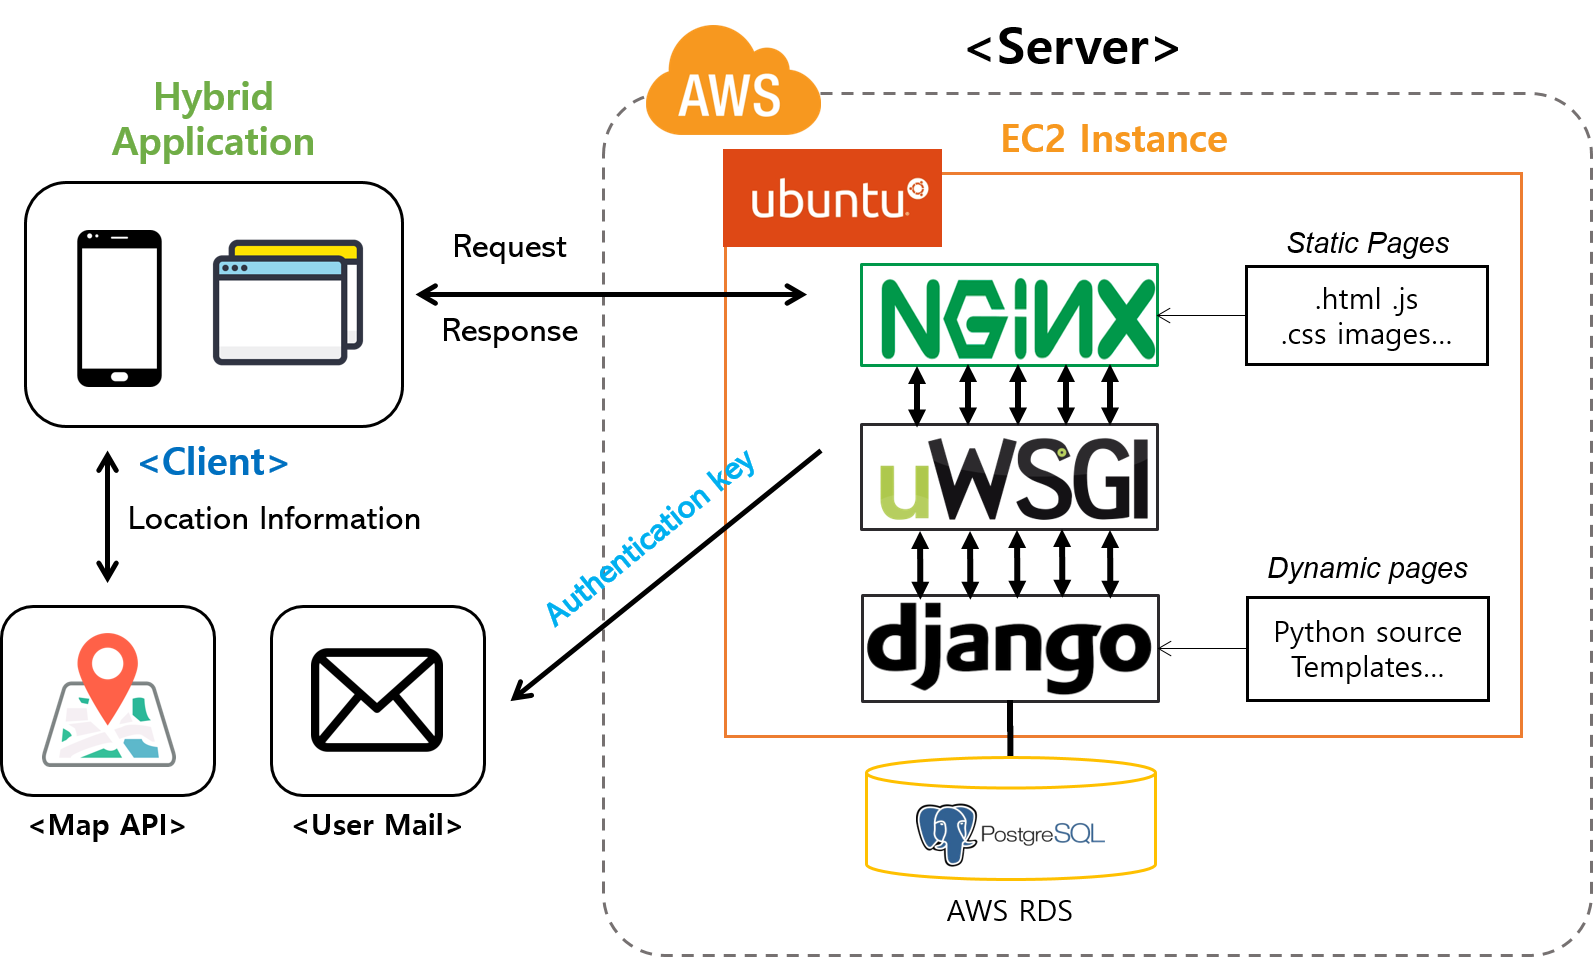 <Server>
AWS
Hybrid
Application
EC2 Instance
ubuntu
Request
Response
NGiNX
Static Pages
.html .js
.css images...
<Client>
Location Information
Authentication key
uWSGI
Dynamic pages
django
Python source
Templates...
<Map API>
<User Mail>
PostgreSQL
AWS RDS